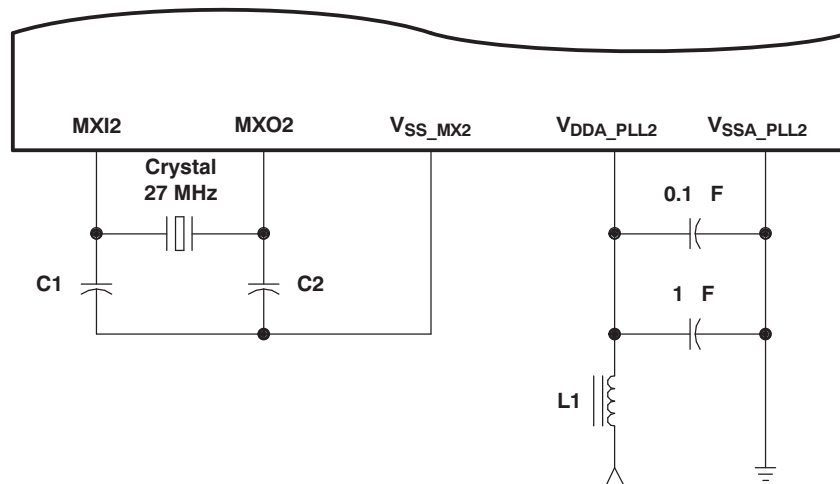 MXI2 MXO2 VSS_MX2 VDDA_PLL2 VSSA_PLL2
Crystal
27 MHz
0.1 F
C1 C2
1 F
L1